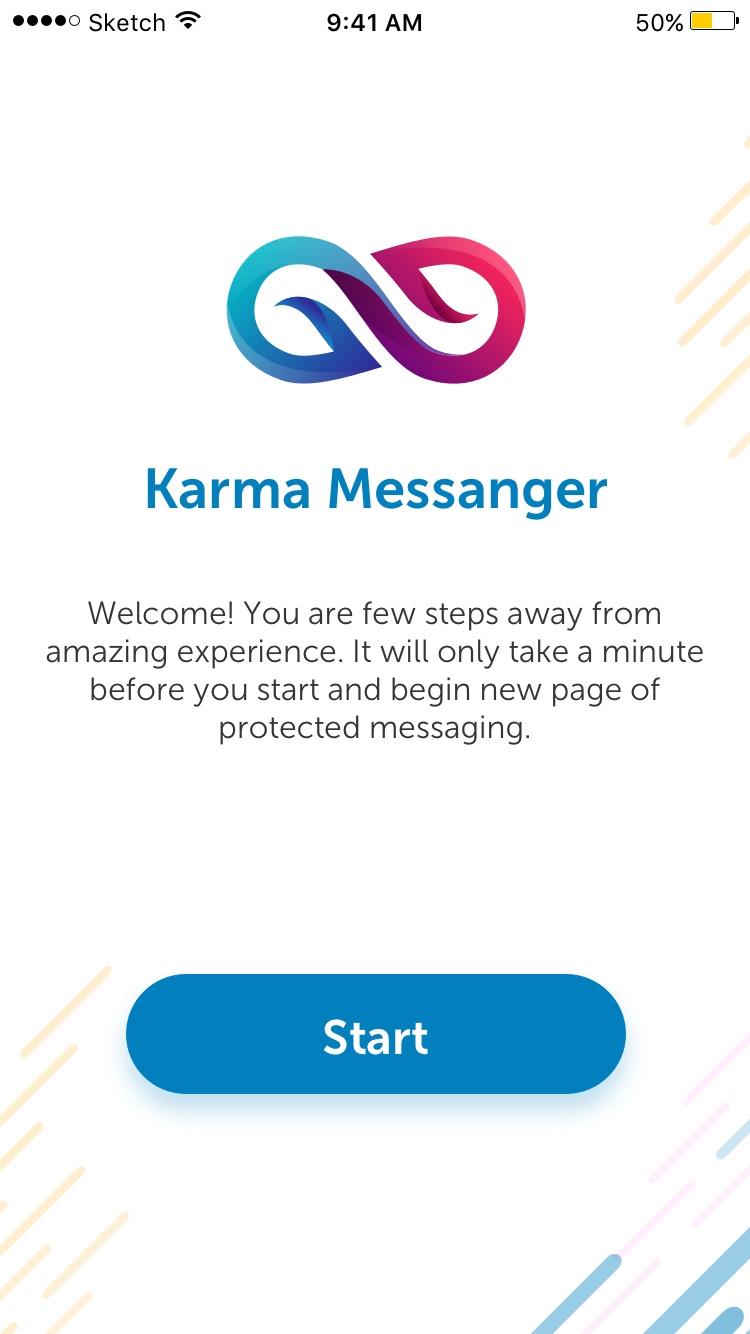 Sketch 9:41 AM 50%
Karma Messanger
Welcome! You are few steps away from
amazing experience. It will only take a minute
before you start and begin new page of
protected messaging.
Start